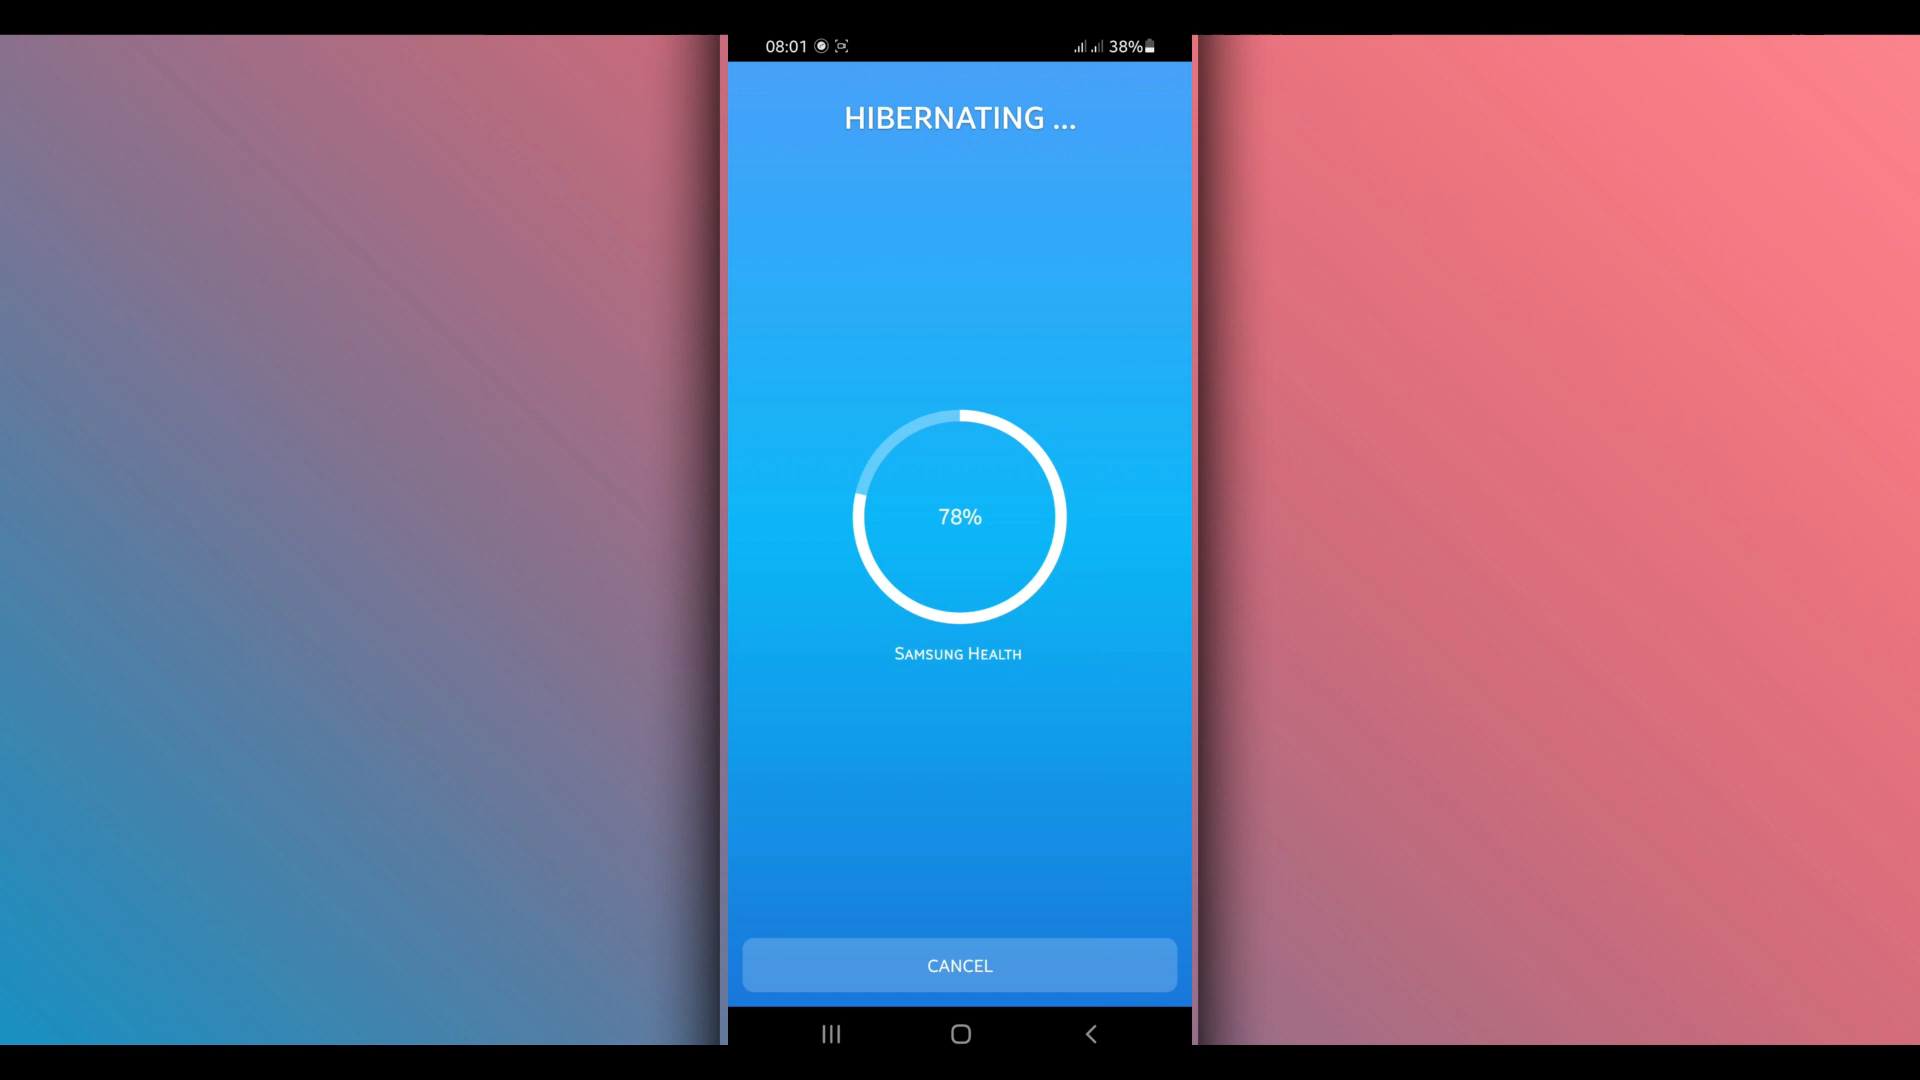 08:01 38%
HIBERNATING ...
78%
SAMSUNG HEALTH
CANCEL